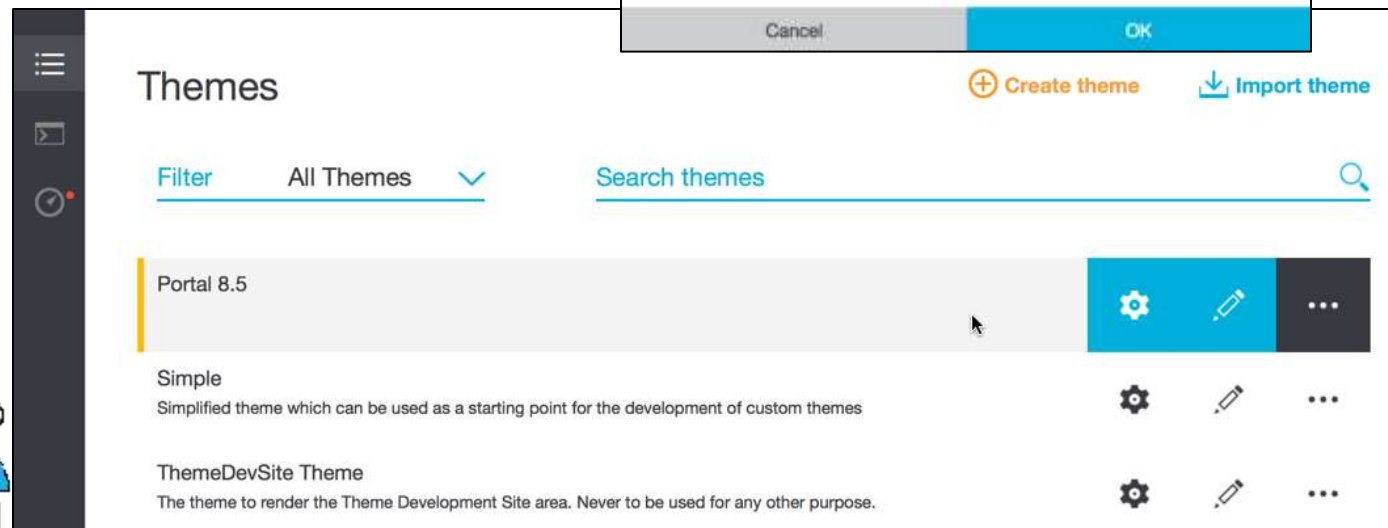 Cancel OK
Themes Create theme Import theme
Filter All Themes Search themes
Portal 8.5
Simple
Simplified theme which can be used as a starting point for the development of custom themes
ThemeDevSite Theme
The theme to render the Theme Development Site area. Never to be used for any other purpose.